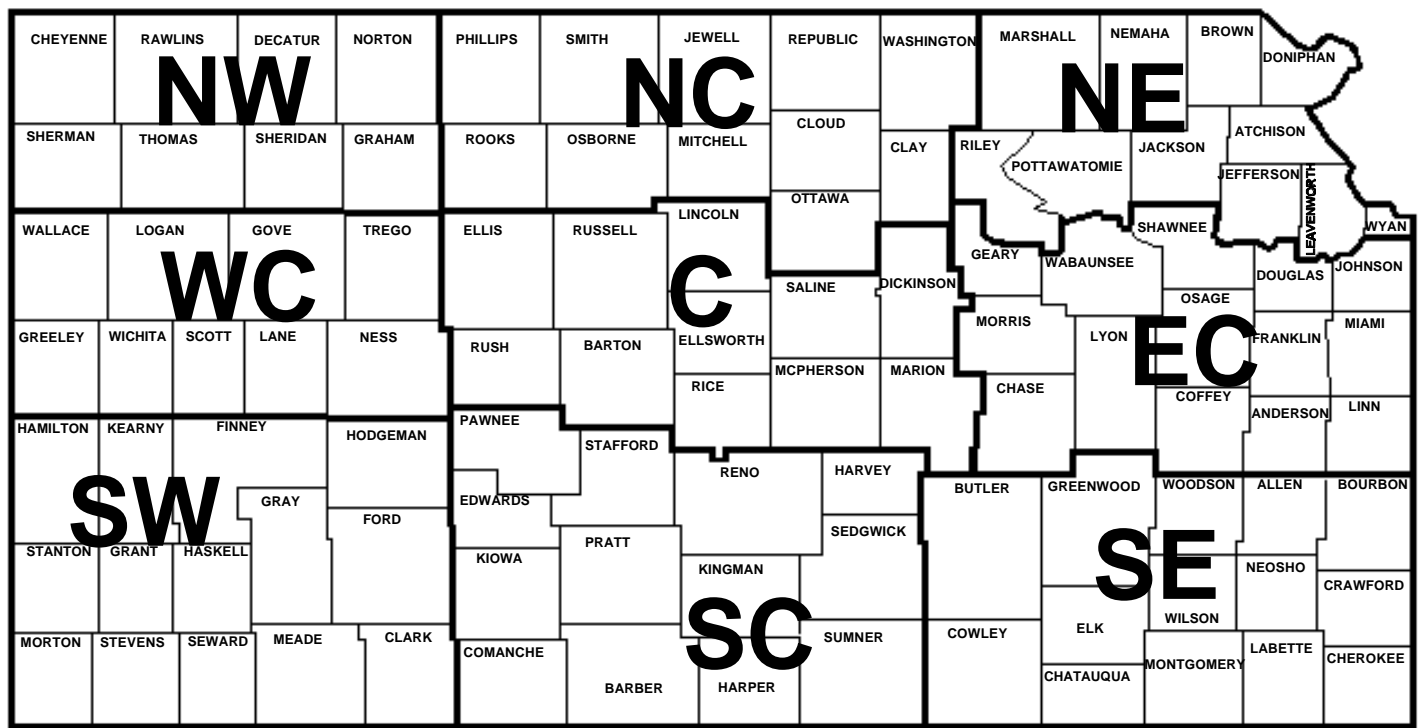 CHEYENNE RAWLINS DECATUR NORTON PHILLIPS SMITH JEWELL REPUBLIC WASHINGTON MARSHALL NEMAHA BROWN DONIPHAN
NW NC NE
SHERMAN THOMAS SHERIDAN GRAHAM ROOKS OSBORNE MITCHELL CLOUD CLAY RILEY POTTAWATOMIE JACKSON ATCHISON
JEFFERSON LEAVENWORTH WYAN
OTTAWA
WALLACE LOGAN GOVE TREGO ELLIS RUSSELL LINCOLN SHAWNEE
WC C
GEARY WABAUNSEE DOUGLAS JOHNSON
SALINE DICKINSON OSAGE
GREELEY WICHITA SCOTT LANE NESS RUSH BARTON ELLSWORTH MORRIS LYON FRANKLIN MIAMI
EC
RICE MCPHERSON MARION CHASE COFFEY ANDERSON LINN
HAMILTON KEARNY FINNEY HODGEMAN PAWNEE STAFFORD RENO HARVEY BUTLER GREENWOOD WOODSON ALLEN BOURBON
SW
GRAY FORD EDWARDS SEDGWICK
SE
STANTON GRANT HASKELL KIOWA PRATT KINGMAN NEOSHO CRAWFORD
WILSON
SC
MORTON STEVENS SEWARD MEADE CLARK COMANCHE BARBER HARPER SUMNER COWLEY ELK MONTGOMERY LABETTE CHEROKEE
CHATAUQUA